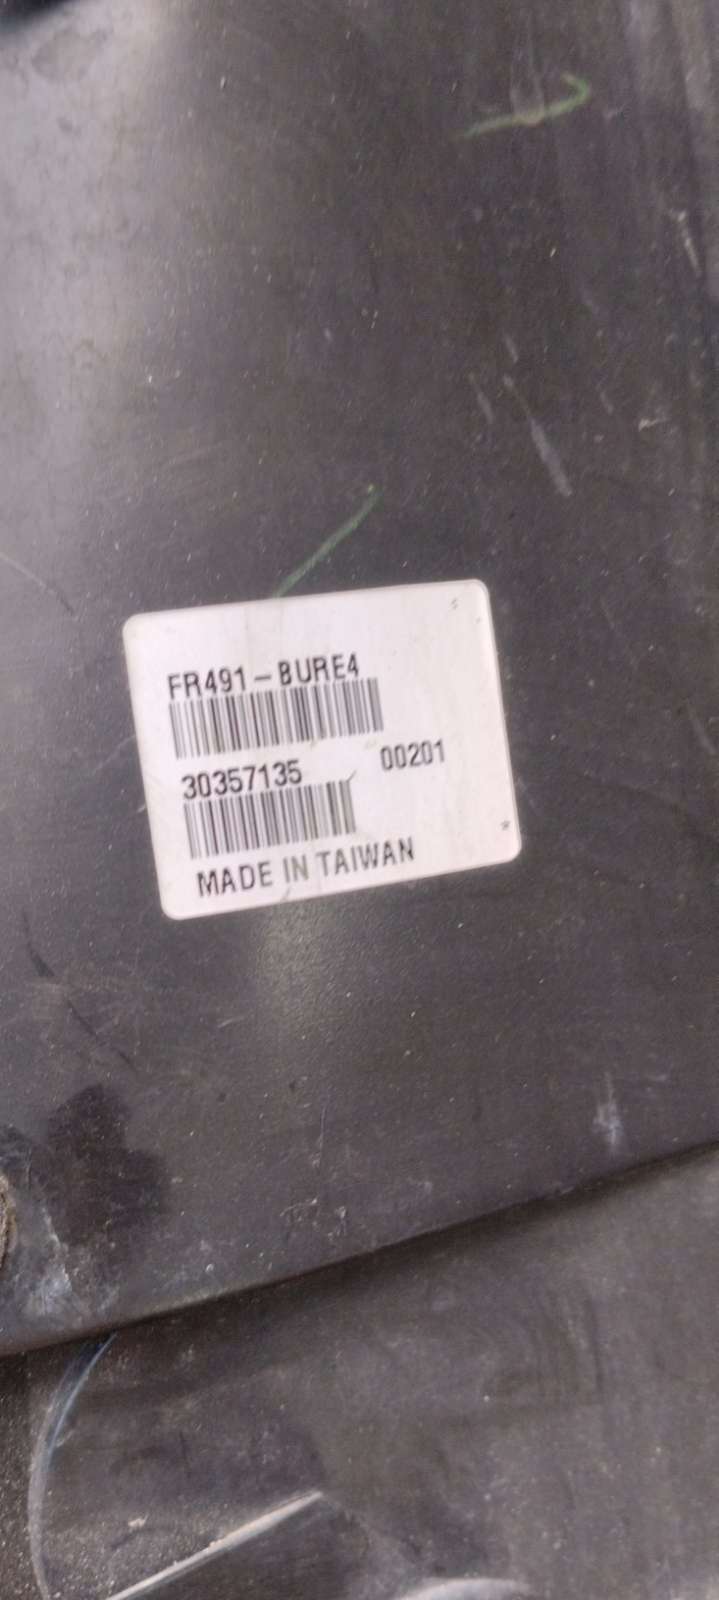 FR491-BURE4
30357135 00201
MADE IN TAIWAN